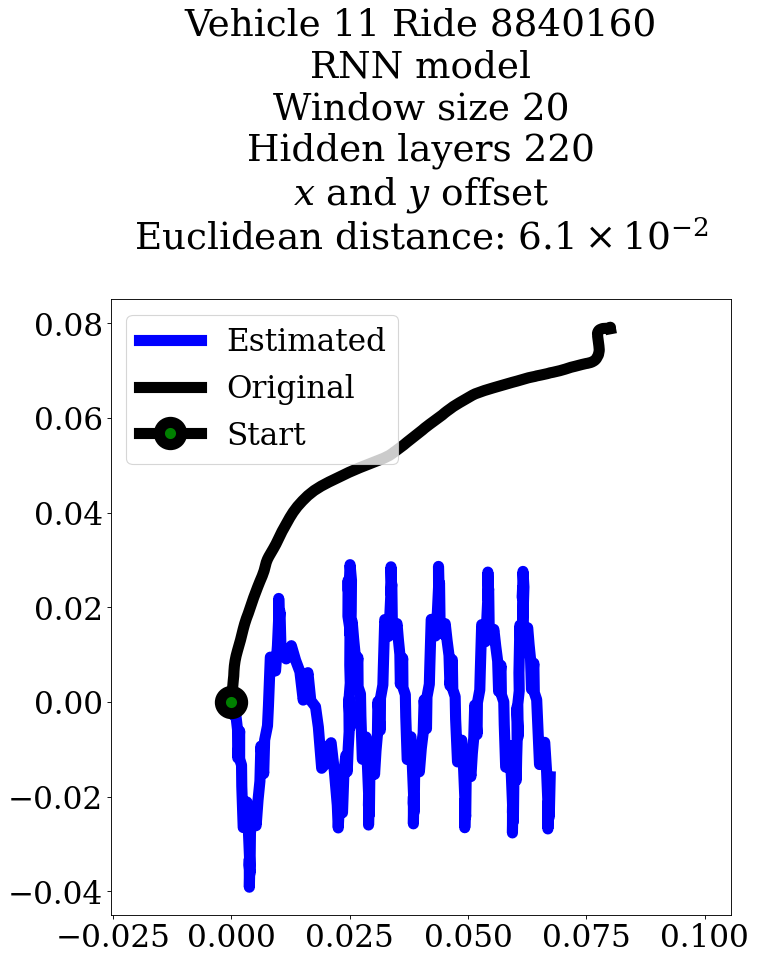 Vehicle 11 Ride 8840160
RNN model
Window size 20
Hidden layers 220
x and y offset
Euclidean distance: 6.1 × 10⁻²
Estimated
Original
Start
0.08
0.06
0.04
0.02
0.00
−0.02
−0.04
−0.025 0.000 0.025 0.050 0.075 0.100